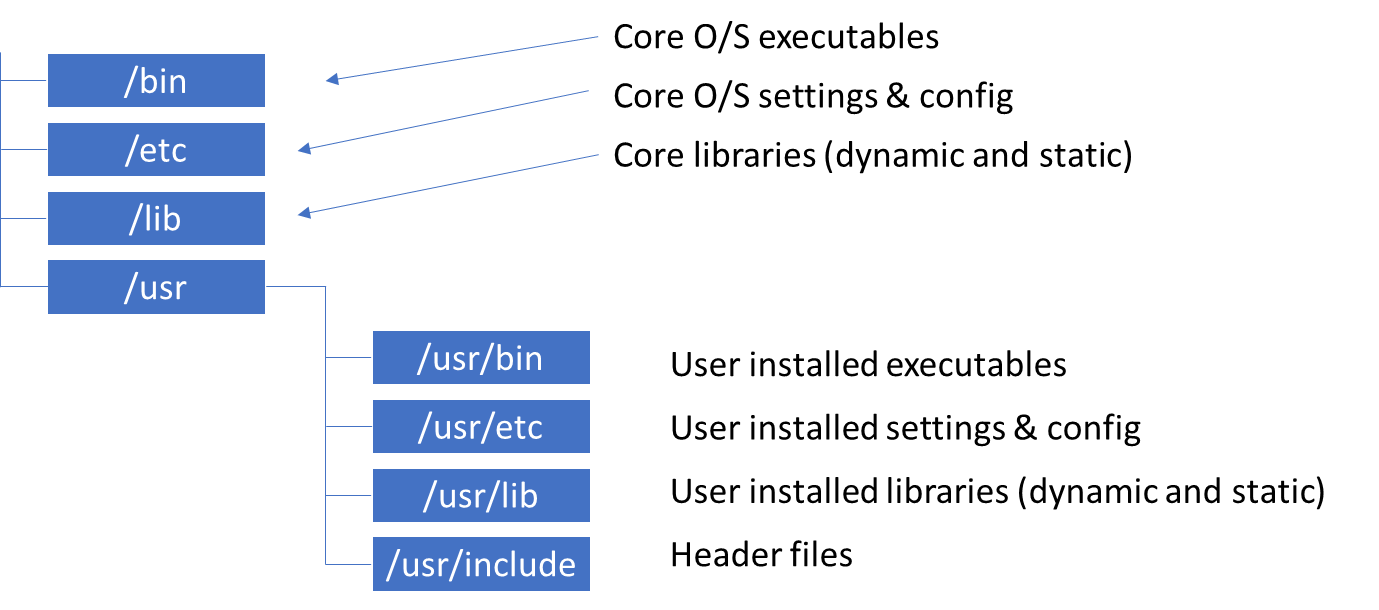 /bin
Core O/S executables
/etc
Core O/S settings & config
/lib
Core libraries (dynamic and static)
/usr
/usr/bin
User installed executables
/usr/etc
User installed settings & config
/usr/lib
User installed libraries (dynamic and static)
/usr/include
Header files